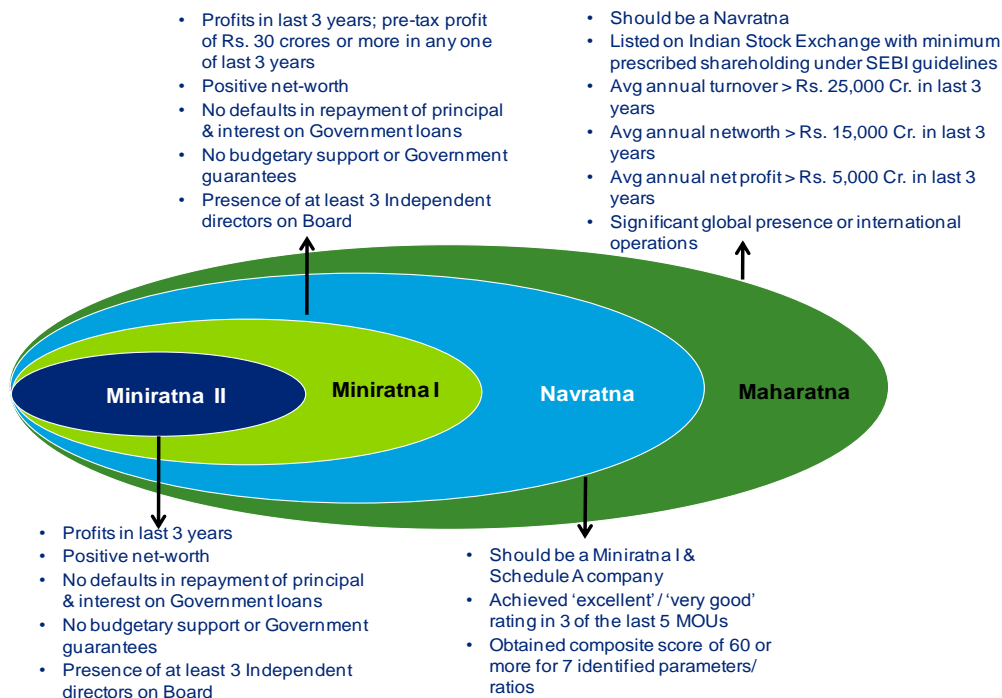 • Profits in last 3 years; pre-tax profit
of Rs. 30 crores or more in any one
of last 3 years
• Positive net-worth
• No defaults in repayment of principal
& interest on Government loans
• No budgetary support or Government
guarantees
• Presence of at least 3 Independent
directors on Board
• Should be a Navratna
• Listed on Indian Stock Exchange with minimum
prescribed shareholding under SEBI guidelines
• Avg annual turnover > Rs. 25,000 Cr. in last 3
years
• Avg annual networth > Rs. 15,000 Cr. in last 3
years
• Avg annual net profit > Rs. 5,000 Cr. in last 3
years
• Significant global presence or international
operations
Miniratna II
Miniratna I
Navratna
Maharatna
• Profits in last 3 years
• Positive net-worth
• No defaults in repayment of principal
& interest on Government loans
• No budgetary support or Government
guarantees
• Presence of at least 3 Independent
directors on Board
• Should be a Miniratna I &
Schedule A company
• Achieved ‘excellent’ / ‘very good’
rating in 3 of the last 5 MOUs
• Obtained composite score of 60 or
more for 7 identified parameters/
ratios